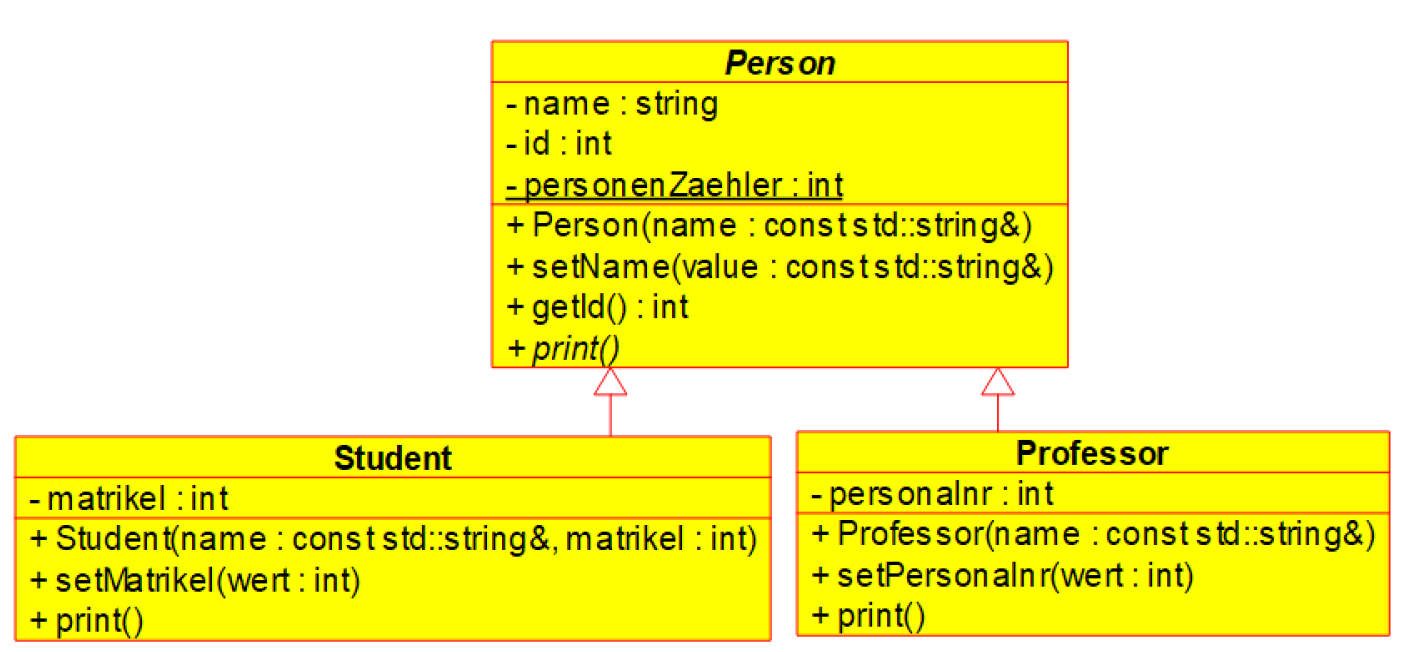 Person
- name : string
- id : int
- personenZaehler : int
+ Person(name : const std::string&)
+ setName(value : const std::string&)
+ getId() : int
+ print()
Student
- matrikel : int
+ Student(name : const std::string&, matrikel : int)
+ setMatrikel(wert : int)
+ print()
Professor
- personalnr : int
+ Professor(name : const std::string&)
+ setPersonalnr(wert : int)
+ print()